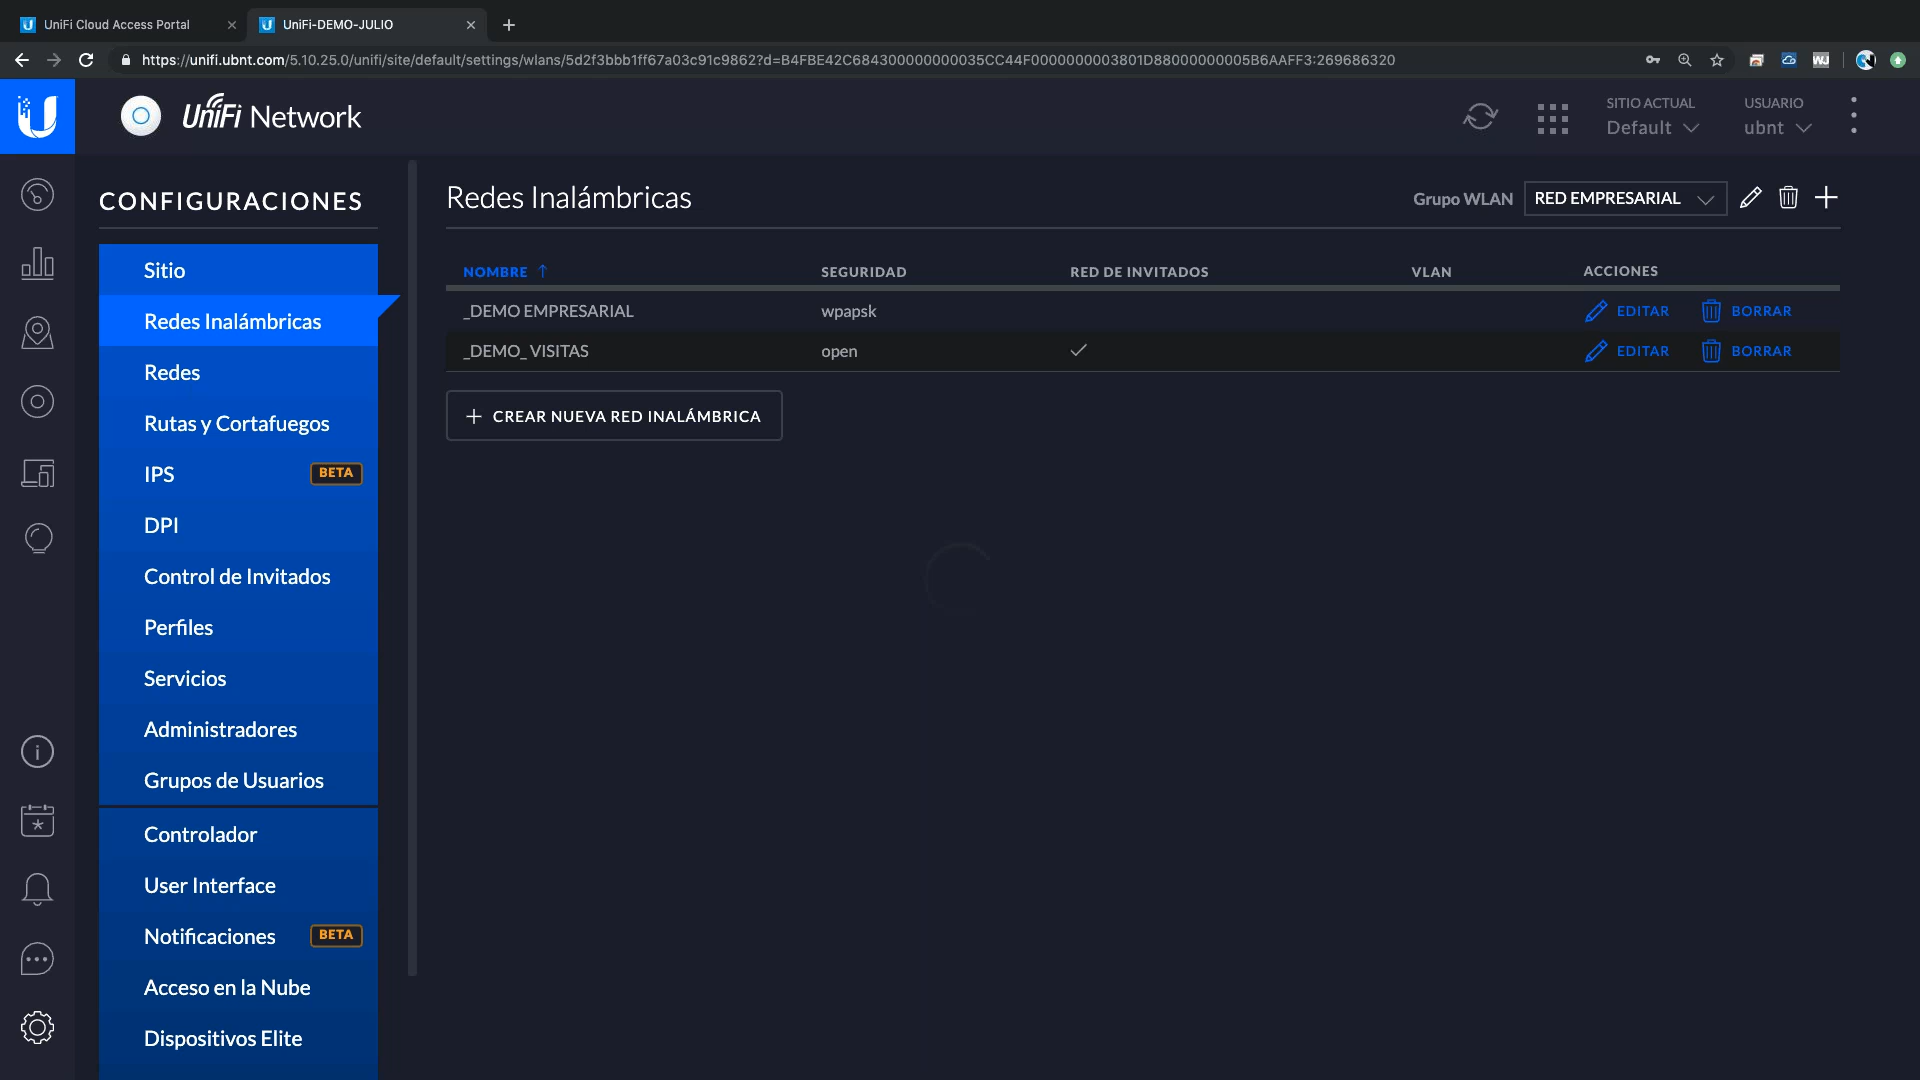 UniFi Cloud Access Portal
UniFi-DEMO-JULIO
https://unifi.ubnt.com/5.10.25.0/unifi/site/default/settings/wlans/5d2f3bbb1ff67a03c91c9862?d=B4FBE42C684300000000035CC44F0000000003801D88000000005B6AAFF3:269686320
UniFi Network
SITIO ACTUAL
Default
USUARIO
ubnt
CONFIGURACIONES
Sitio
Redes Inalámbricas
Redes
Rutas y Cortafuegos
IPS BETA
DPI
Control de Invitados
Perfiles
Servicios
Administradores
Grupos de Usuarios
Controlador
User Interface
Notificaciones BETA
Acceso en la Nube
Dispositivos Elite
Redes Inalámbricas
Grupo WLAN RED EMPRESARIAL
NOMBRE SEGURIDAD RED DE INVITADOS VLAN ACCIONES
_DEMO EMPRESARIAL wpapsk EDITAR BORRAR
_DEMO_ VISITAS open EDITAR BORRAR
CREAR NUEVA RED INALÁMBRICA